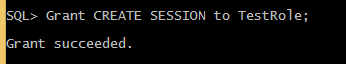 SQL> Grant CREATE SESSION to TestRole;
Grant succeeded.